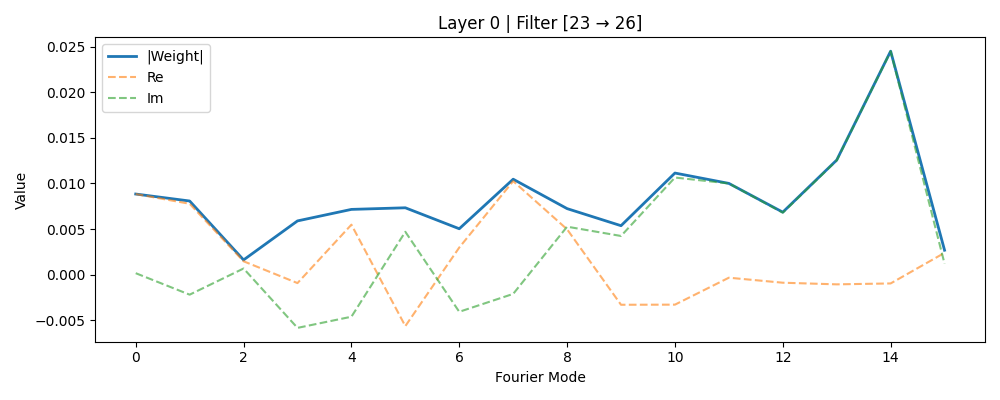 Layer 0 | Filter [23 → 26]
|Weight|
Re
Im
Value
0.025
0.020
0.015
0.010
0.005
0.000
−0.005
0 2 4 6 8 10 12 14
Fourier Mode